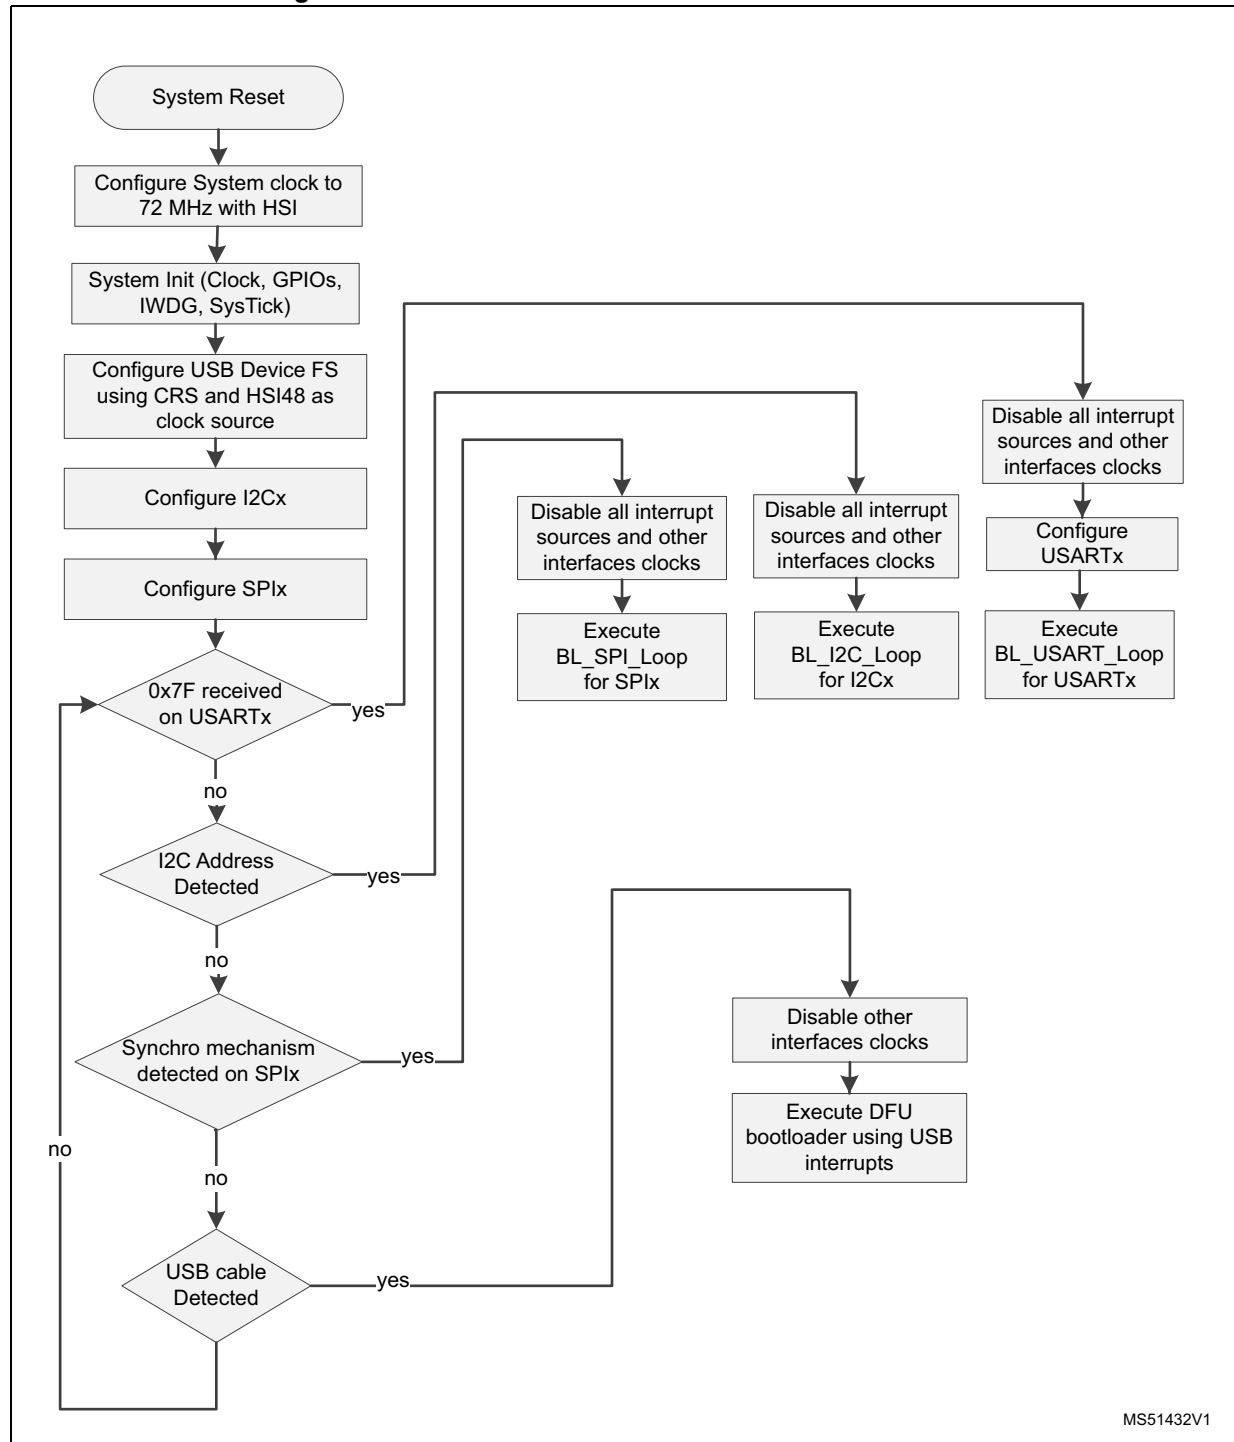 System Reset
Configure System clock to
72 MHz with HSI
System Init (Clock, GPIOs,
IWDG, SysTick)
Configure USB Device FS
using CRS and HSI48 as
clock source
Configure I2Cx
Configure SPIx
0x7F received
on USARTx
yes
no
I2C Address
Detected
yes
no
Synchro mechanism
detected on SPIx
yes
no
USB cable
Detected
yes
no
Disable all interrupt
sources and other
interfaces clocks
Execute
BL_SPI_Loop
for SPIx
Disable all interrupt
sources and other
interfaces clocks
Execute
BL_I2C_Loop
for I2Cx
Disable all interrupt
sources and other
interfaces clocks
Configure
USARTx
Execute
BL_USART_Loop
for USARTx
Disable other
interfaces clocks
Execute DFU
bootloader using USB
interrupts
MS51432V1